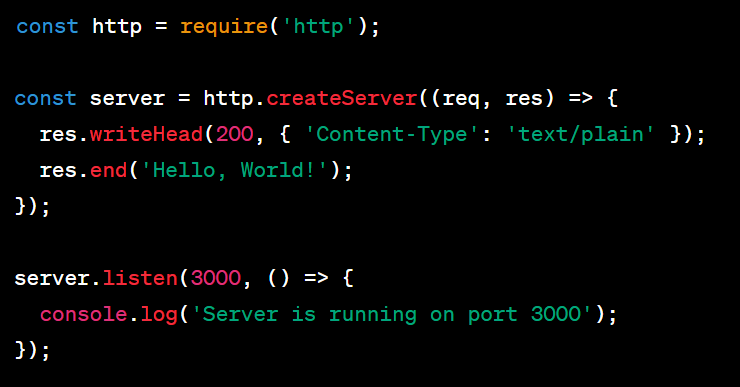 const http = require('http');

const server = http.createServer((req, res) => {
  res.writeHead(200, { 'Content-Type': 'text/plain' });
  res.end('Hello, World!');
});

server.listen(3000, () => {
  console.log('Server is running on port 3000');
});